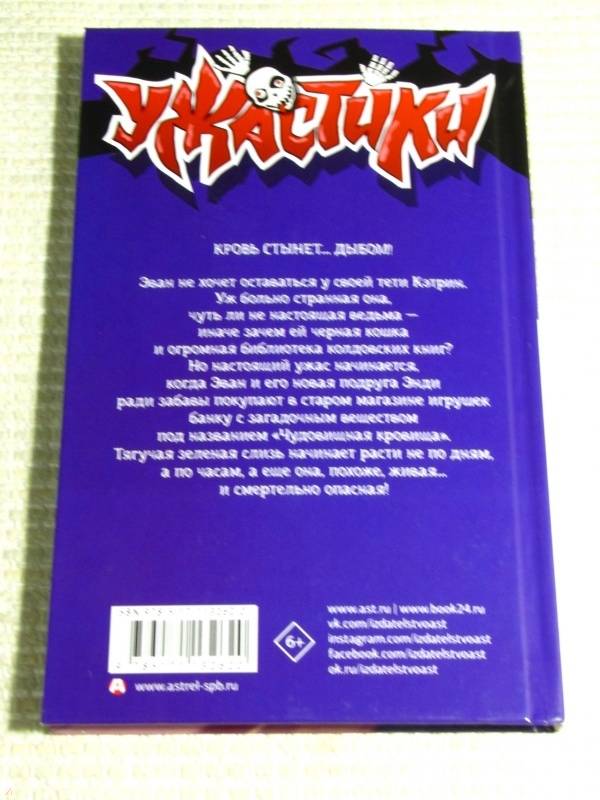 УЖАСТИКИ
КРОВЬ СТЫНЕТ... ДЫБОМ!
Эван не хочет оставаться у своей тети Кэтрин.
Уж больно странная она,
чуть ли не настоящая ведьма —
иначе зачем ей черная кошка
и огромная библиотека колдовских книг?
Но настоящий ужас начинается,
когда Эван и его новая подруга Энди
ради забавы покупают в старом магазине игрушек
банку с загадочным веществом
под названием «Чудовищная кровища».
Тягучая зеленая слизь начинает расти не по дням,
а по часам, а еще она, похоже, живая...
и смертельно опасная!
ISBN
6+
www.ast.ru | www.book24.ru
vk.com/izdatelstvoast
instagram.com/izdatelstvoast
facebook.com/izdatelstvoast
ok.ru/izdatelstvoast
www.astrel-spb.ru